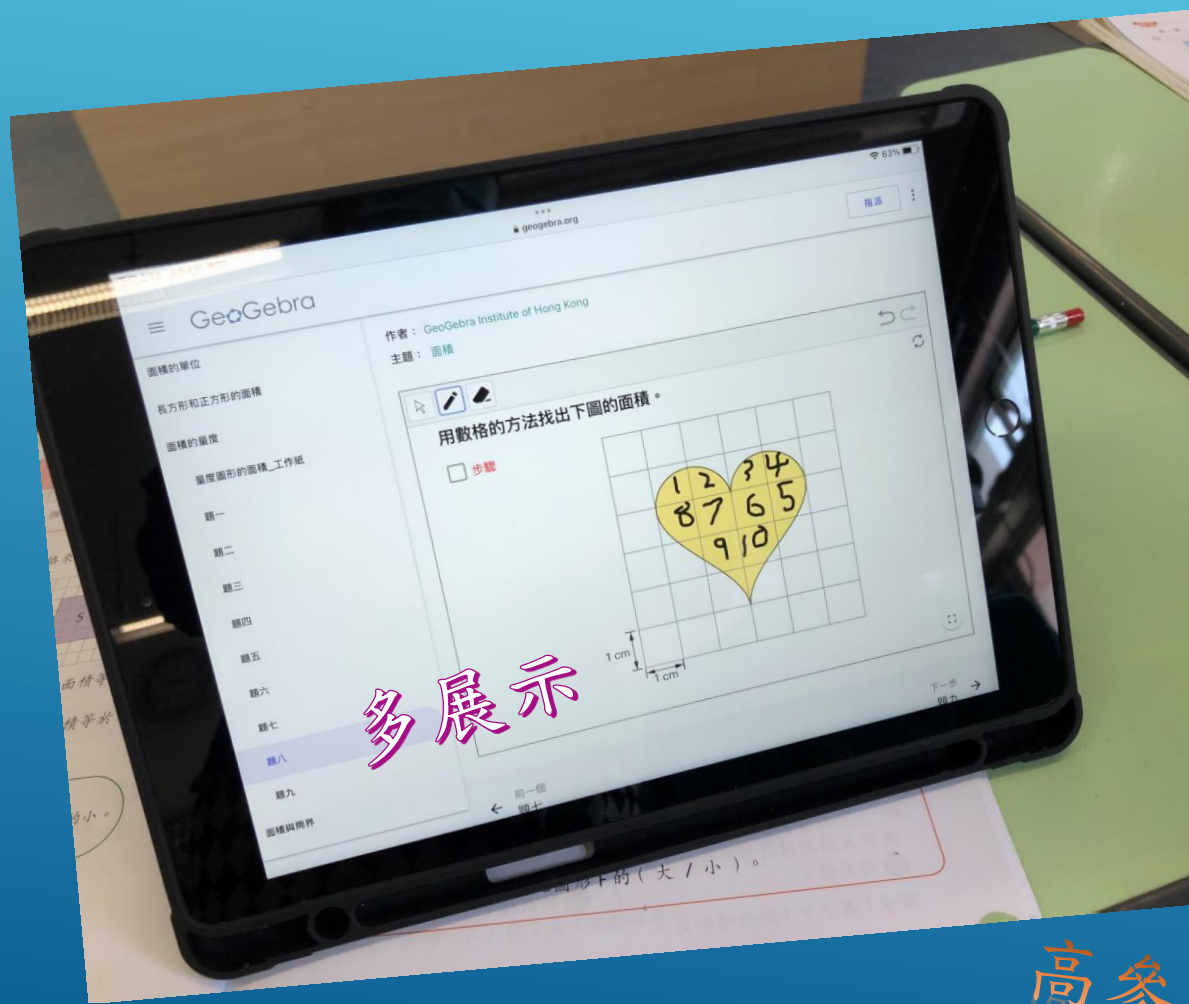 63%
geogebra.org
指派
GeoGebra
作者： GeoGebra Institute of Hong Kong
主題： 面積
面積的單位
長方形和正方形的面積
面積的量度
量度圖形的面積_工作紙
題一
題二
題三
題四
題五
題六
題七
題八
題九
面積與周界
用數格的方法找出下圖的面積。
步驟
1 2 3 4
8 7 6 5
9 10
1 cm
1 cm
下一步
題九
前一個
題七
多展示
的（ 大 / 小 ）。
高參